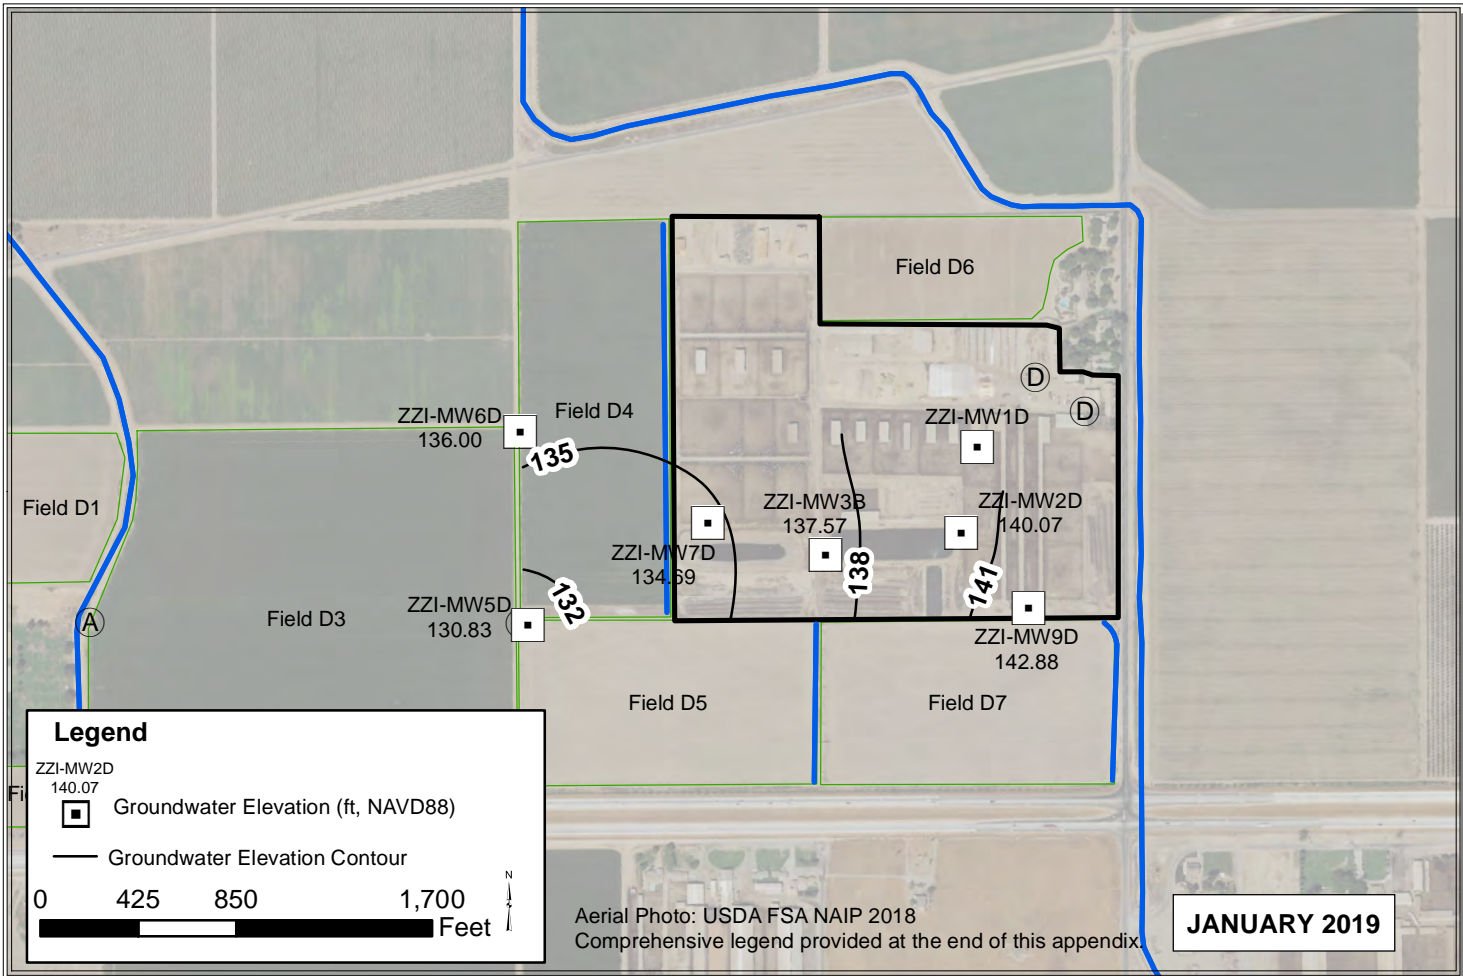 Field D6
D
D
ZZI-MW6D
136.00
Field D4
135
ZZI-MW1D
Field D1
ZZI-MW3B
137.57
ZZI-MW2D
140.07
ZZI-MW7D
134.69
138
141
132
A
Field D3
ZZI-MW5D
130.83
ZZI-MW9D
142.88
Field D5
Field D7
Fi
Legend
ZZI-MW2D
140.07
Groundwater Elevation (ft, NAVD88)
Groundwater Elevation Contour
0 425 850 1,700
Feet
N
Aerial Photo: USDA FSA NAIP 2018
Comprehensive legend provided at the end of this appendix.
JANUARY 2019